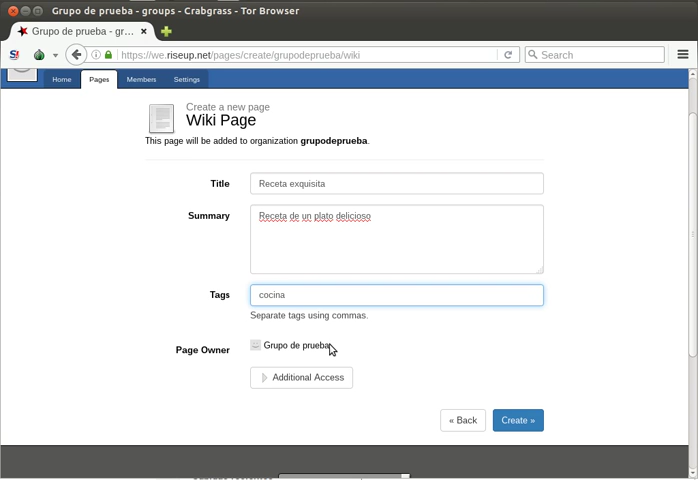 Grupo de prueba - groups - Crabgrass - Tor Browser
Grupo de prueba - gr...
https://we.riseup.net/pages/create/grupodeprueba/wiki
Search
Home Pages Members Settings
Create a new page
Wiki Page
This page will be added to organization grupodeprueba.
Title Receta exquisita
Summary Receta de un plato delicioso
Tags cocina
Separate tags using commas.
Page Owner Grupo de prueba
Additional Access
« Back Create »